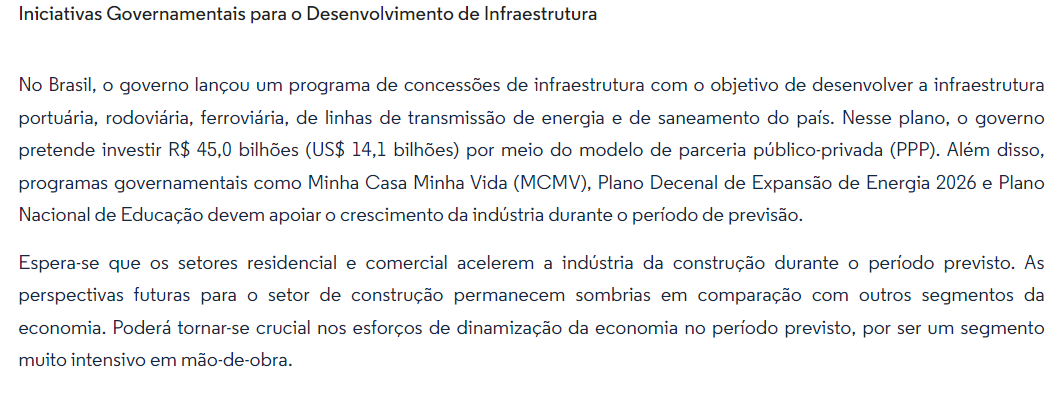 Iniciativas Governamentais para o Desenvolvimento de Infraestrutura
No Brasil, o governo lançou um programa de concessões de infraestrutura com o objetivo de desenvolver a infraestrutura
portuária, rodoviária, ferroviária, de linhas de transmissão de energia e de saneamento do país. Nesse plano, o governo
pretende investir R$ 45,0 bilhões (US$ 14,1 bilhões) por meio do modelo de parceria público-privada (PPP). Além disso,
programas governamentais como Minha Casa Minha Vida (MCMV), Plano Decenal de Expansão de Energia 2026 e Plano
Nacional de Educação devem apoiar o crescimento da indústria durante o período de previsão.
Espera-se que os setores residencial e comercial acelerem a indústria da construção durante o período previsto. As
perspectivas futuras para o setor de construção permanecem sombrias em comparação com outros segmentos da
economia. Poderá tornar-se crucial nos esforços de dinamização da economia no período previsto, por ser um segmento
muito intensivo em mão-de-obra.